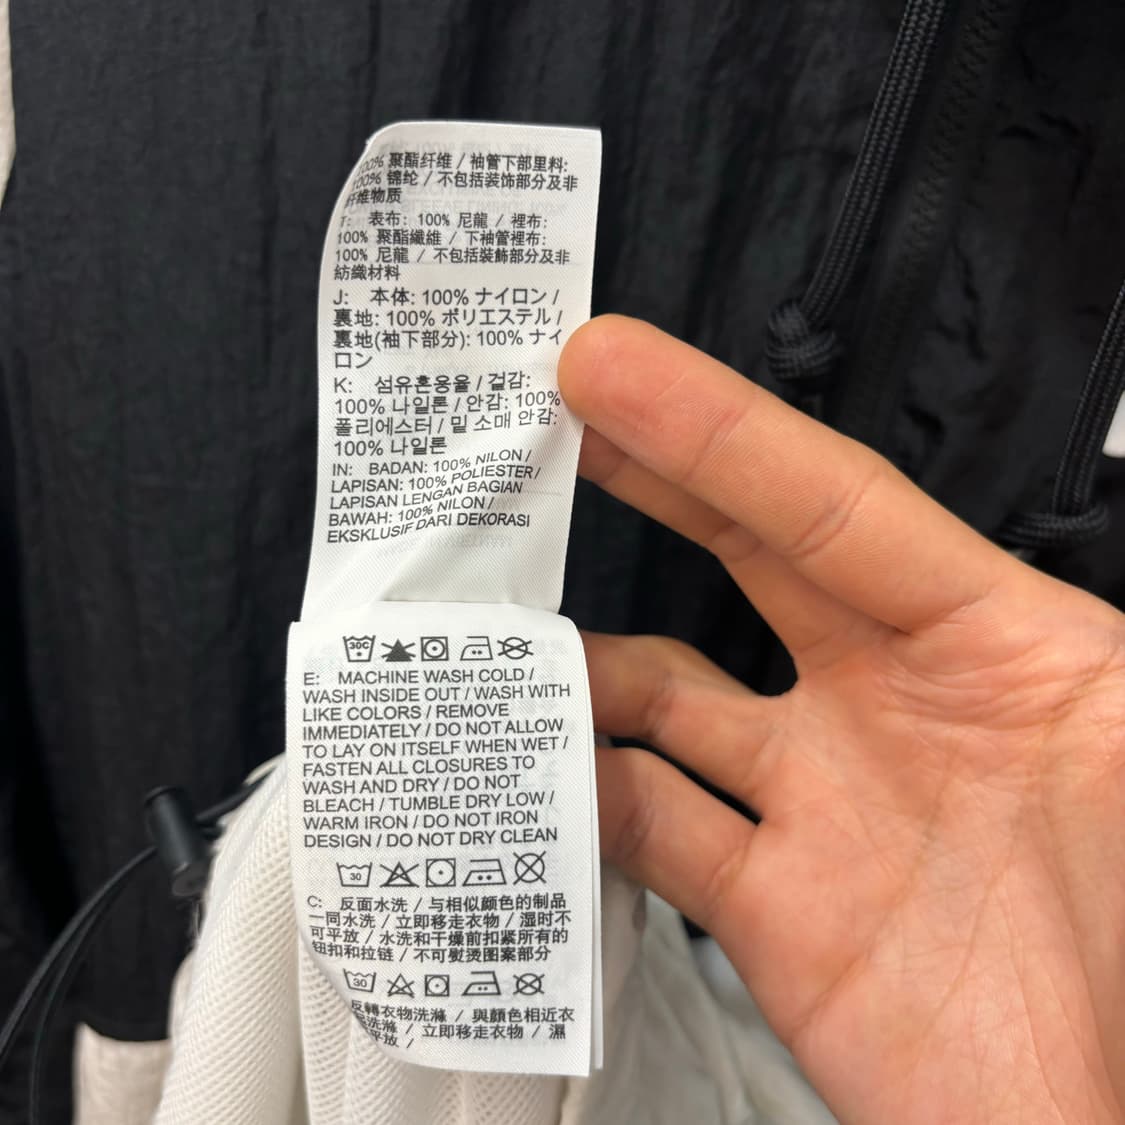 100% 聚酯纤维 / 袖管下部里料:
100% 锦纶 / 不包括装饰部分及非
纤维物质
T: 表布: 100% 尼龍 / 裡布:
100% 聚酯纖維 / 下袖管裡布:
100% 尼龍 / 不包括裝飾部分及非
紡織材料
J: 本体: 100% ナイロン /
裏地: 100% ポリエステル /
裏地(袖下部分): 100% ナイ
ロン
K: 섬유혼용율 / 겉감:
100% 나일론 / 안감: 100%
폴리에스터 / 밑 소매 안감:
100% 나일론
IN: BADAN: 100% NILON /
LAPISAN: 100% POLIESTER /
LAPISAN LENGAN BAGIAN
BAWAH: 100% NILON /
EKSKLUSIF DARI DEKORASI
30C
E: MACHINE WASH COLD /
WASH INSIDE OUT / WASH WITH
LIKE COLORS / REMOVE
IMMEDIATELY / DO NOT ALLOW
TO LAY ON ITSELF WHEN WET /
FASTEN ALL CLOSURES TO
WASH AND DRY / DO NOT
BLEACH / TUMBLE DRY LOW /
WARM IRON / DO NOT IRON
DESIGN / DO NOT DRY CLEAN
30
C: 反面水洗 / 与相似颜色的制品
一同水洗 / 立即移走衣物 / 湿时不
可平放 / 水洗和干燥前扣紧所有的
钮扣和拉链 / 不可熨烫图案部分
30
反轉衣物洗滌 / 與顏色相近衣
洗滌 / 立即移走衣物 / 濕
平放 /